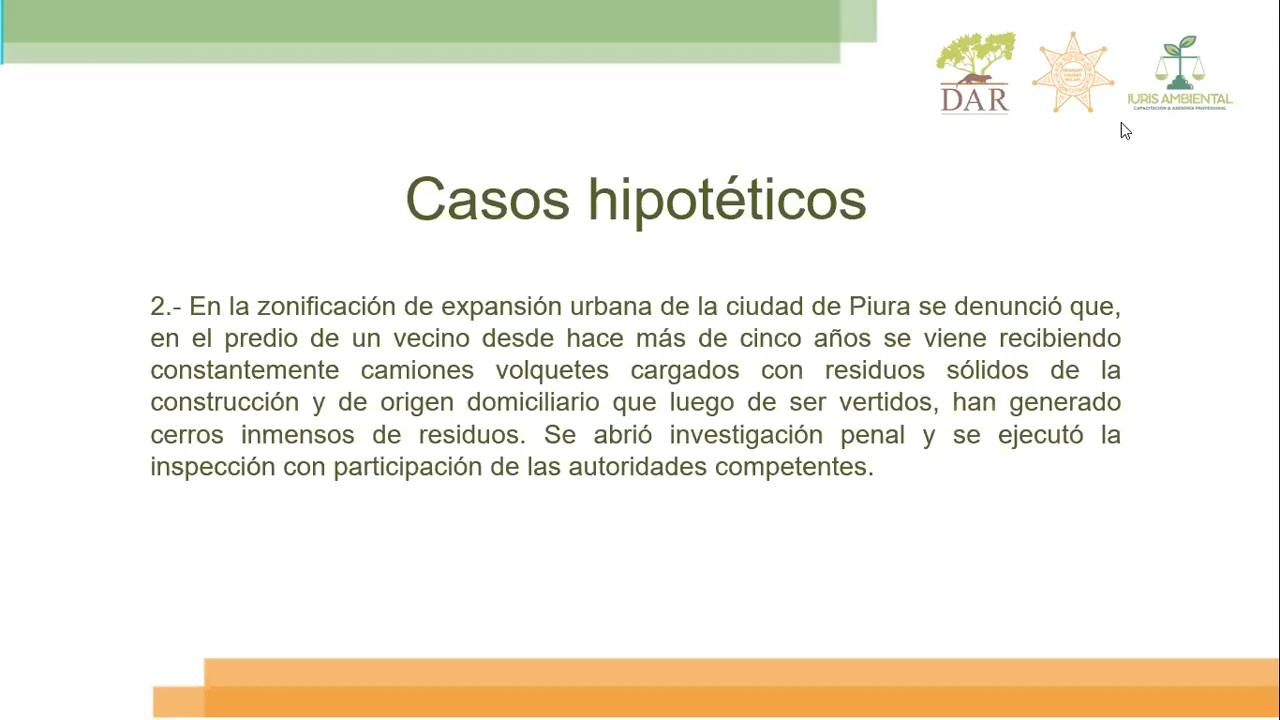 DAR
IURIS AMBIENTAL
CAPACITACIÓN & ASESORÍA PROFESIONAL
Casos hipotéticos
2.- En la zonificación de expansión urbana de la ciudad de Piura se denunció que,
en el predio de un vecino desde hace más de cinco años se viene recibiendo
constantemente camiones volquetes cargados con residuos sólidos de la
construcción y de origen domiciliario que luego de ser vertidos, han generado
cerros inmensos de residuos. Se abrió investigación penal y se ejecutó la
inspección con participación de las autoridades competentes.